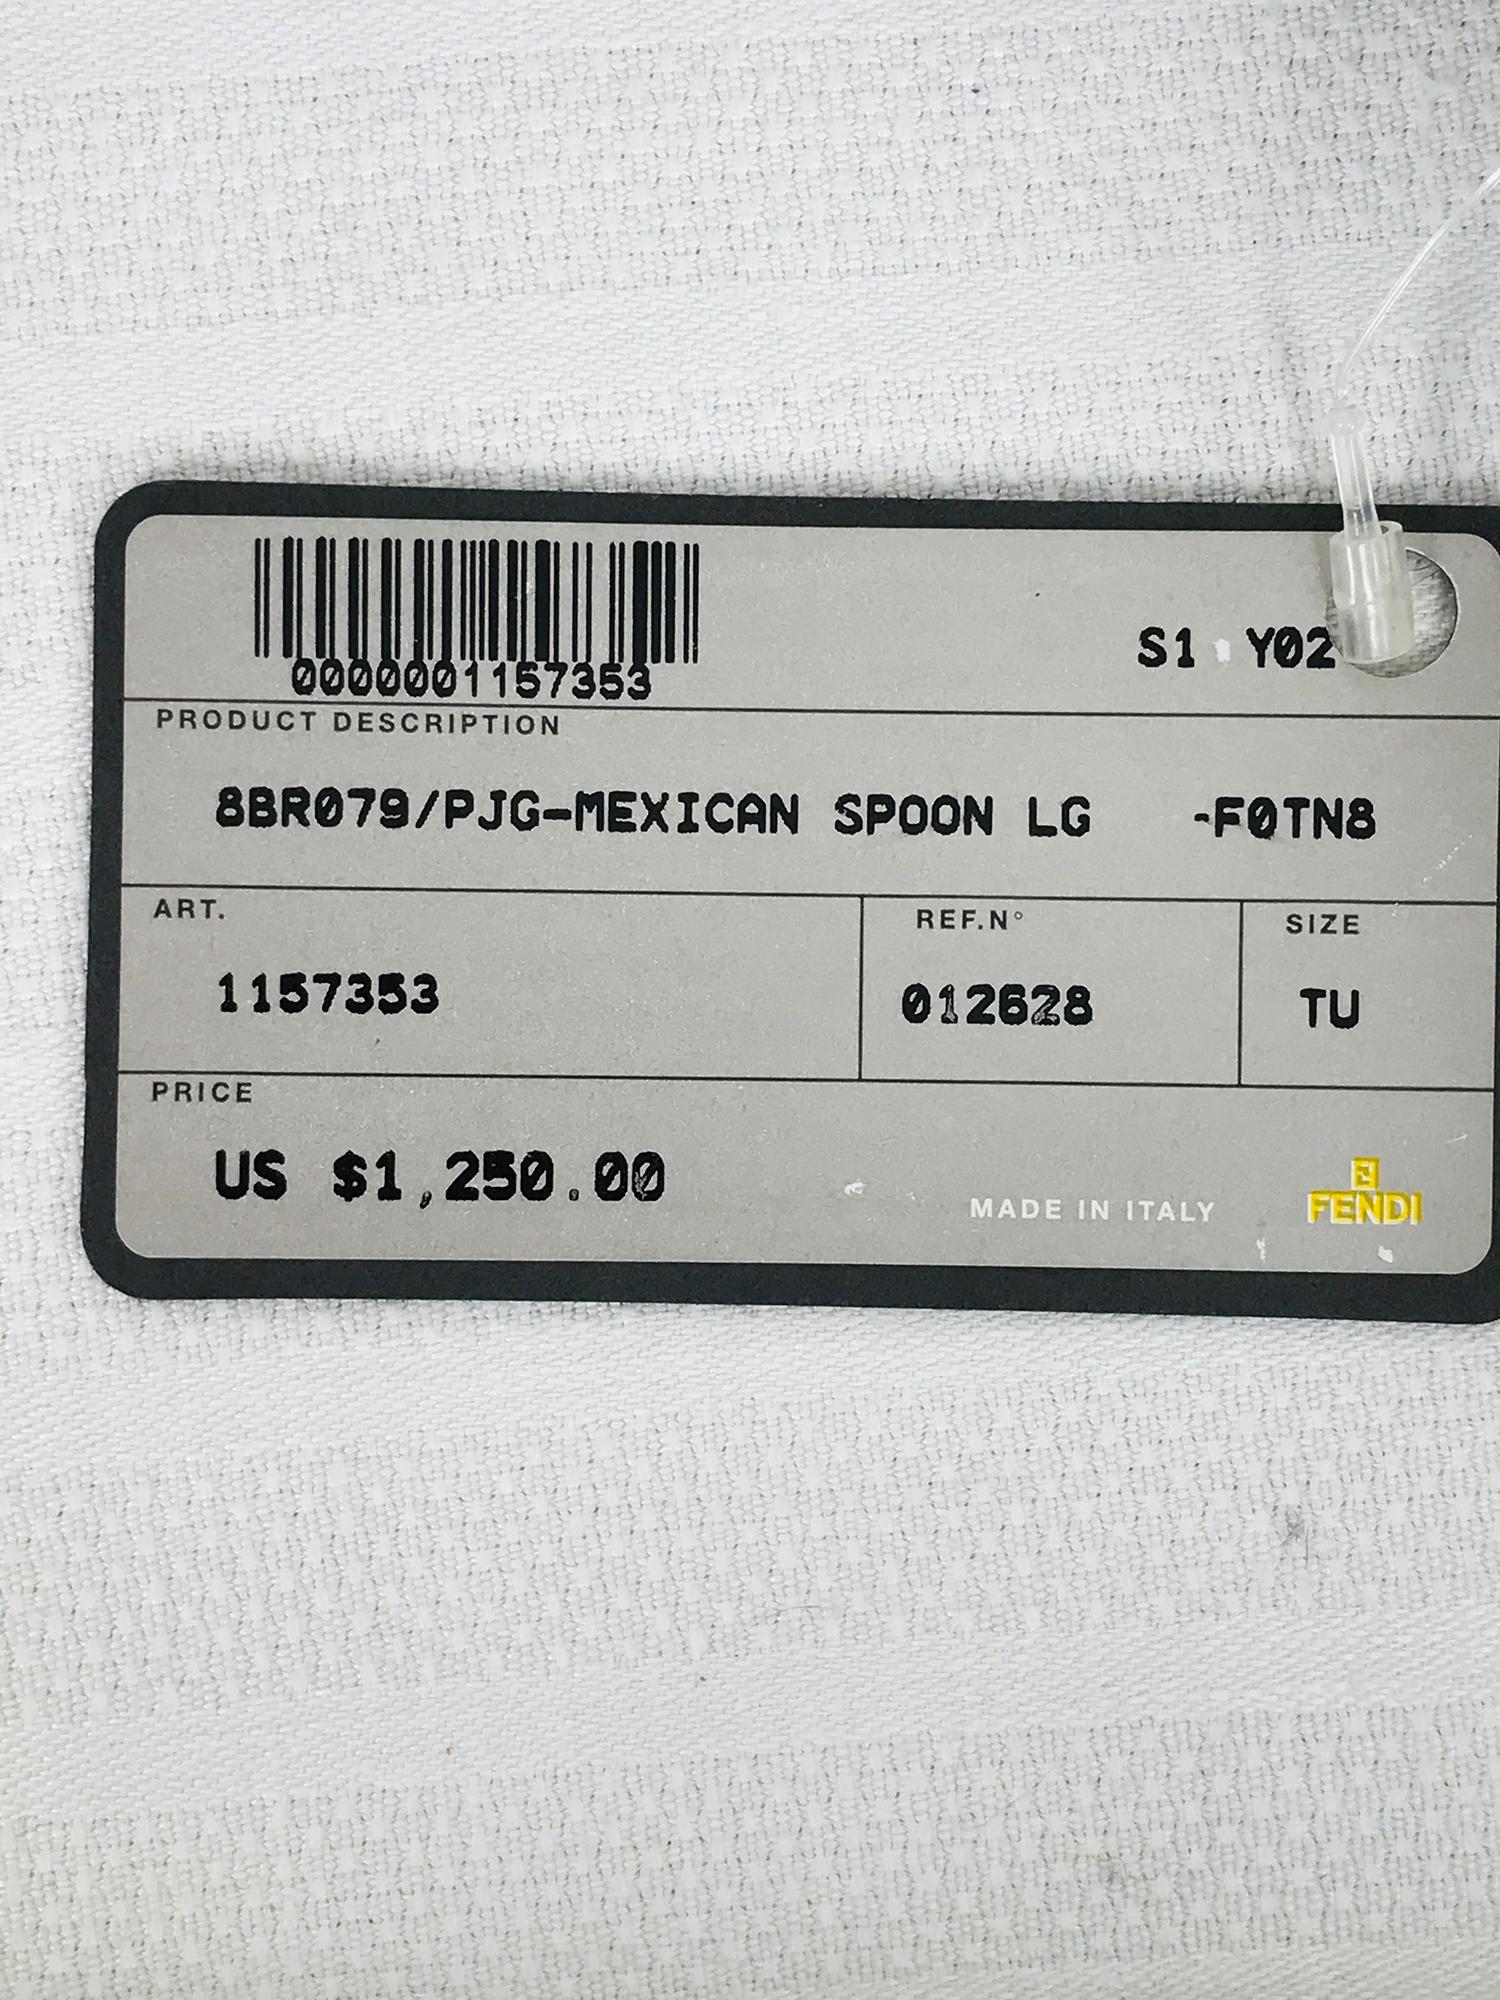 S1 Y02
0000001157353
PRODUCT DESCRIPTION
8BR079/PJG-MEXICAN SPOON LG -F0TN8
ART.
REF.N°
SIZE
1157353
012628
TU
PRICE
US $1,250.00
MADE IN ITALY
FENDI